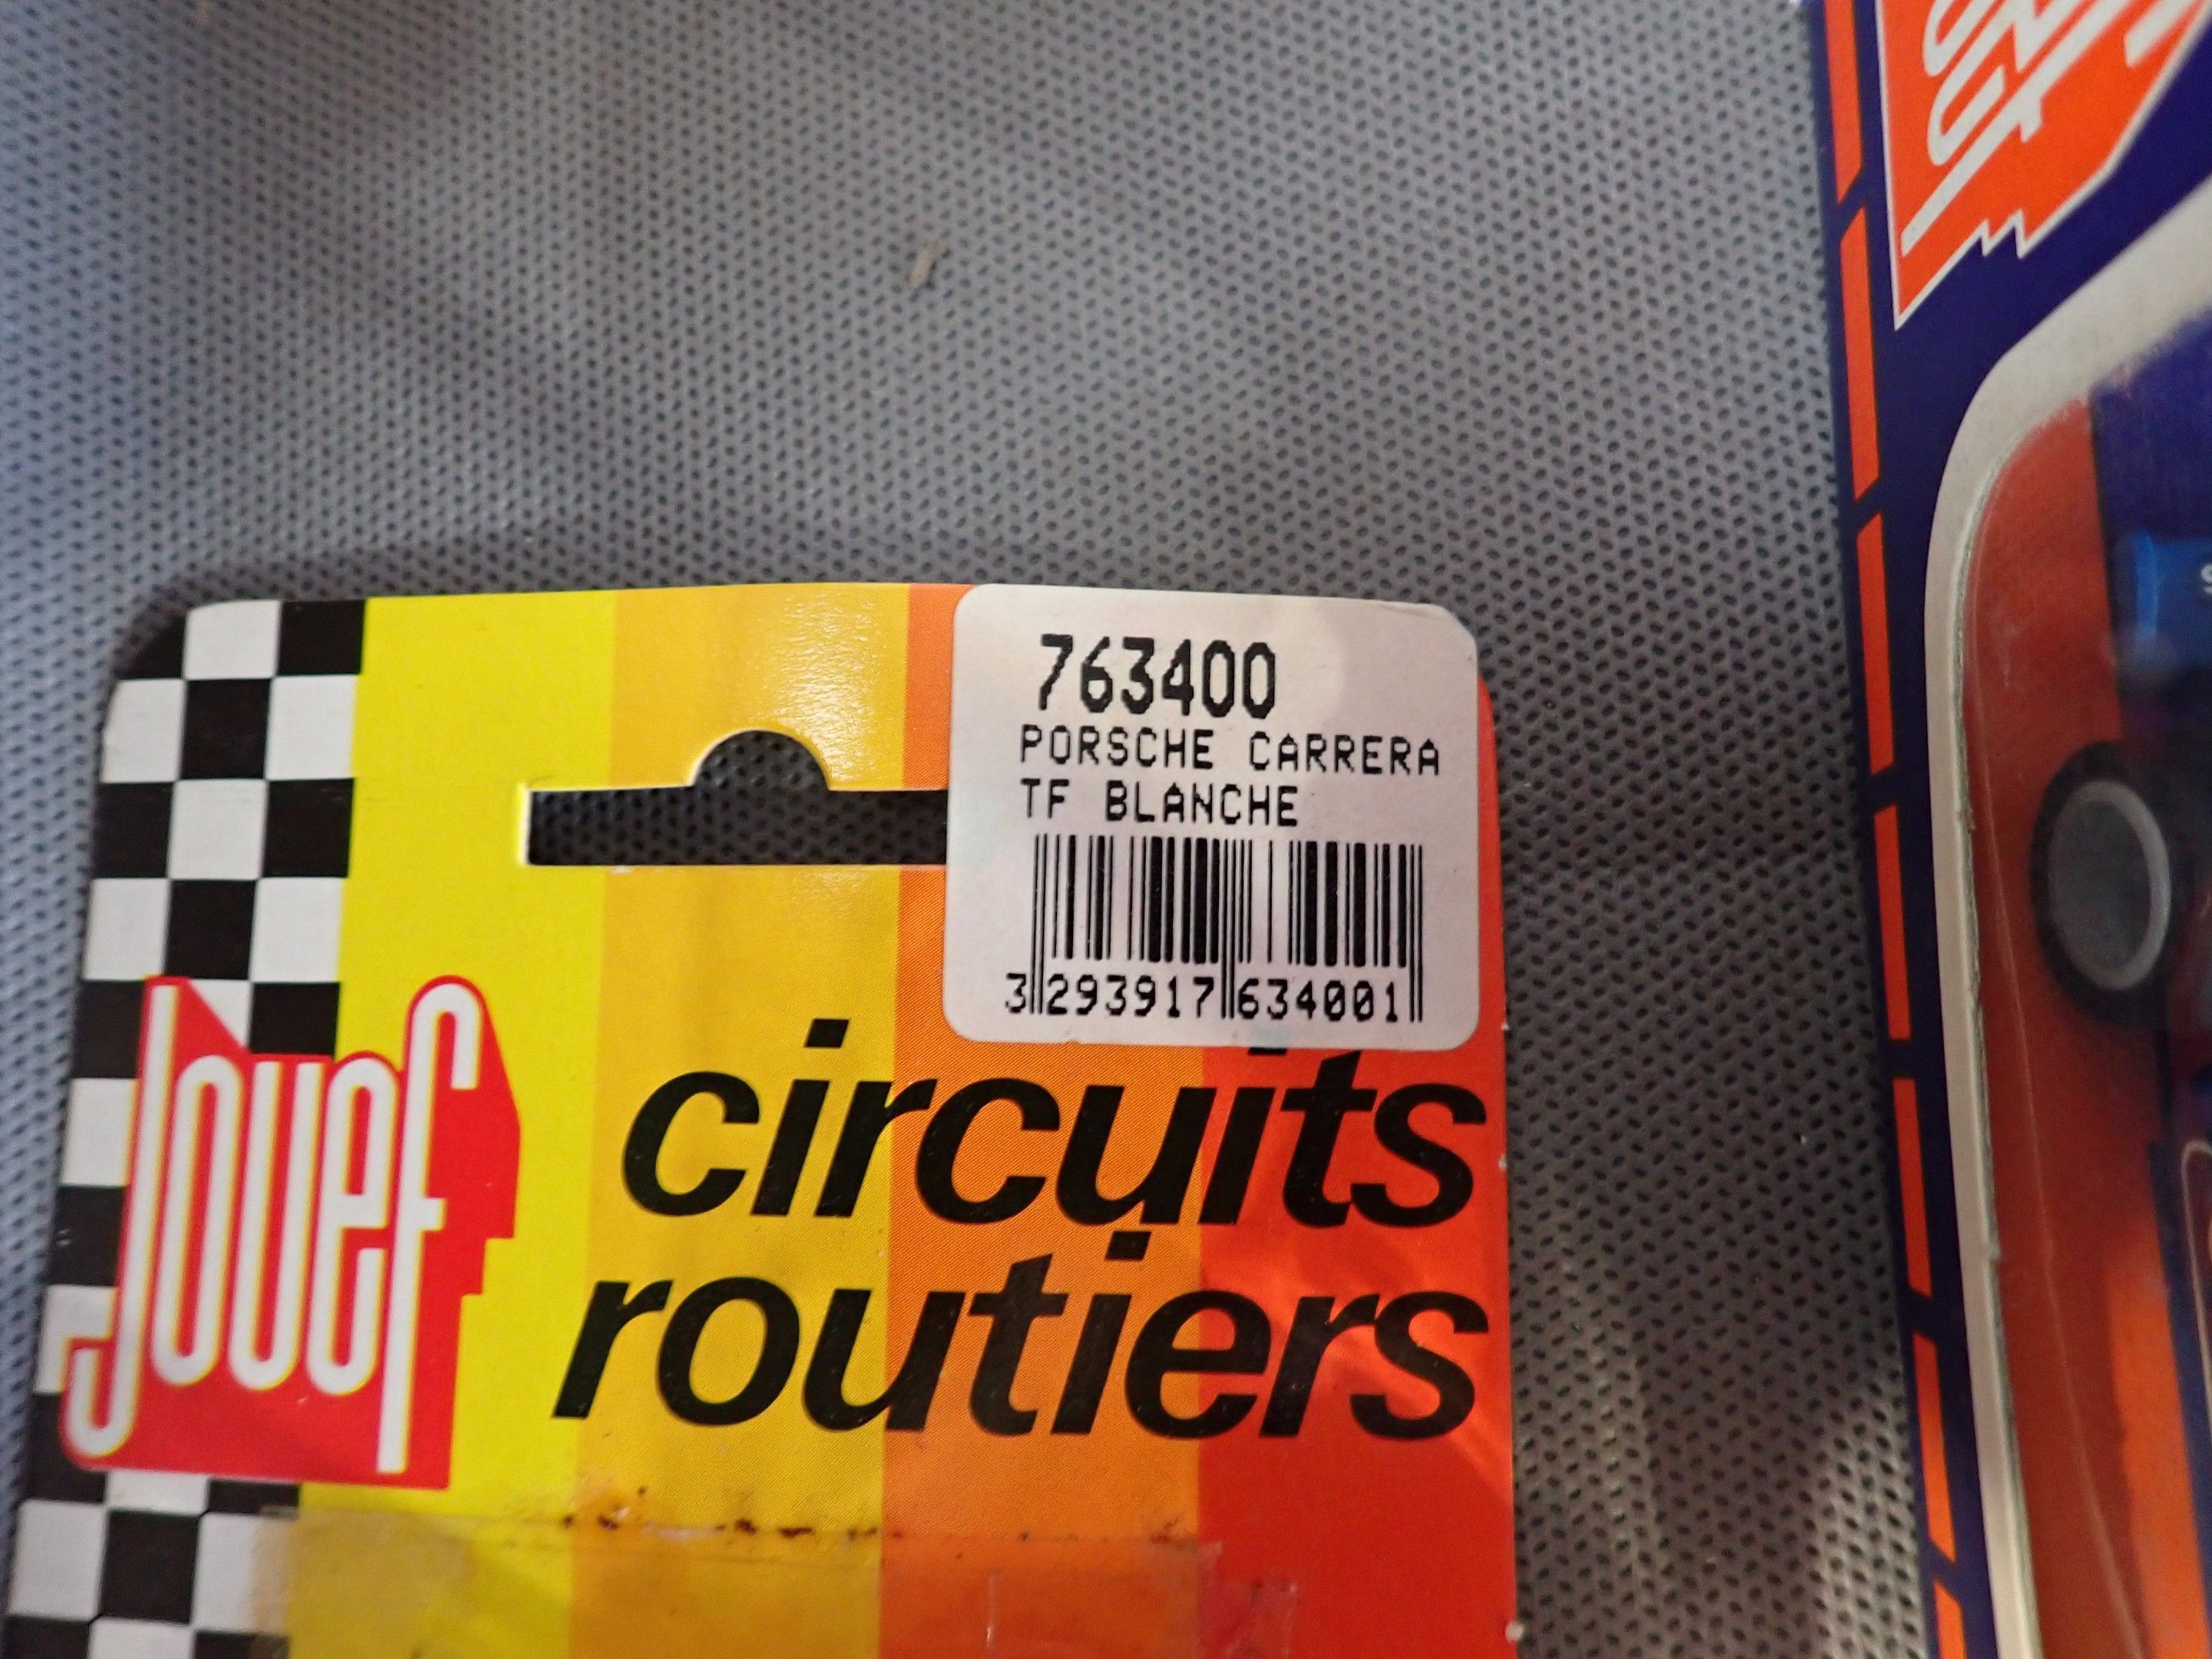 763400
PORSCHE CARRERA
TF BLANCHE
3 293917 634001
Jouef
circuits
routiers